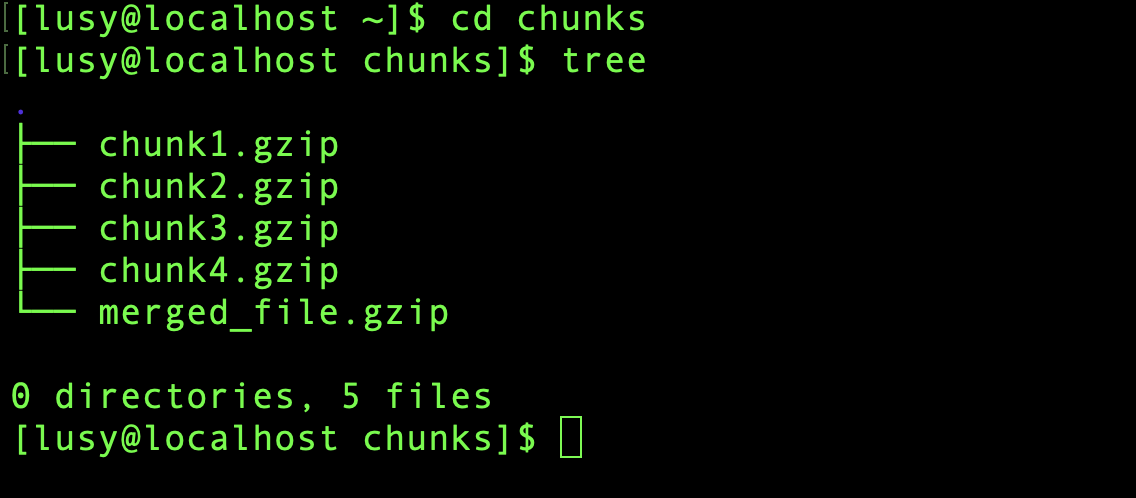 [[lusy@localhost ~]$ cd chunks
[[lusy@localhost chunks]$ tree
.
├── chunk1.gzip
├── chunk2.gzip
├── chunk3.gzip
├── chunk4.gzip
└── merged_file.gzip
0 directories, 5 files
[lusy@localhost chunks]$